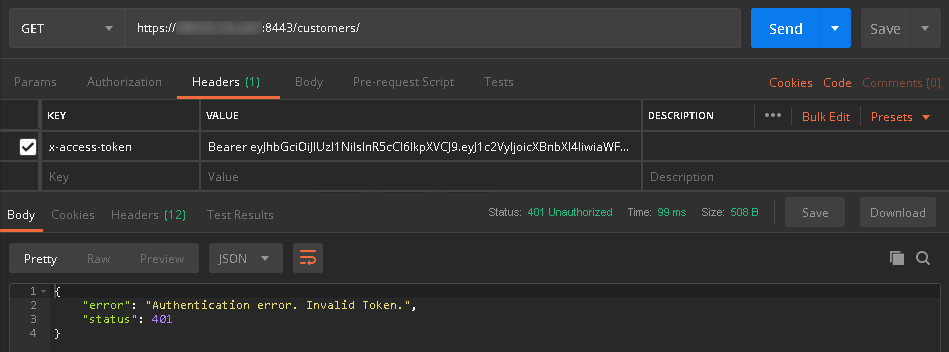 GET https:// :8443/customers/ Send Save
Params Authorization Headers (1) Body Pre-request Script Tests Cookies Code Comments (0)
KEY VALUE DESCRIPTION ••• Bulk Edit Presets
x-access-token Bearer
Key Value Description
Body Cookies Headers (12) Test Results Status: 401 Unauthorized Time: 99 ms Size: 508 B Save Download
Pretty Raw Preview JSON
1 {
2 "error": "Authentication error. Invalid Token.",
3 "status": 401
4 }